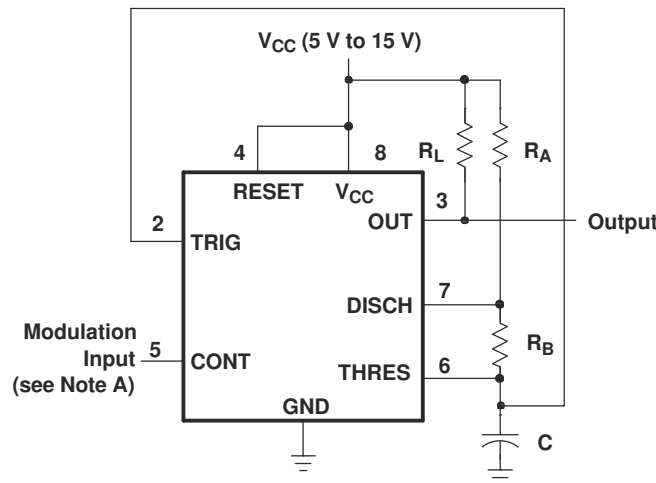 V_CC (5 V to 15 V)
4
8
R_L
R_A
RESET
V_CC
3
2
OUT
Output
TRIG
7
DISCH
Modulation
Input
(see Note A)
5
CONT
R_B
6
THRES
GND
C